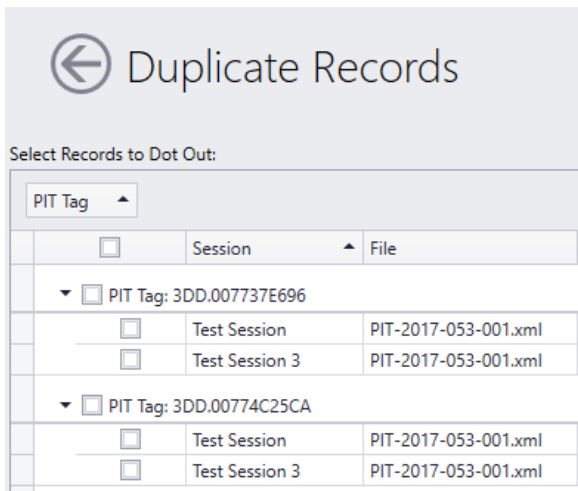 Duplicate Records
Select Records to Dot Out:
PIT Tag
Session File
PIT Tag: 3DD.007737E696
Test Session PIT-2017-053-001.xml
Test Session 3 PIT-2017-053-001.xml
PIT Tag: 3DD.00774C25CA
Test Session PIT-2017-053-001.xml
Test Session 3 PIT-2017-053-001.xml